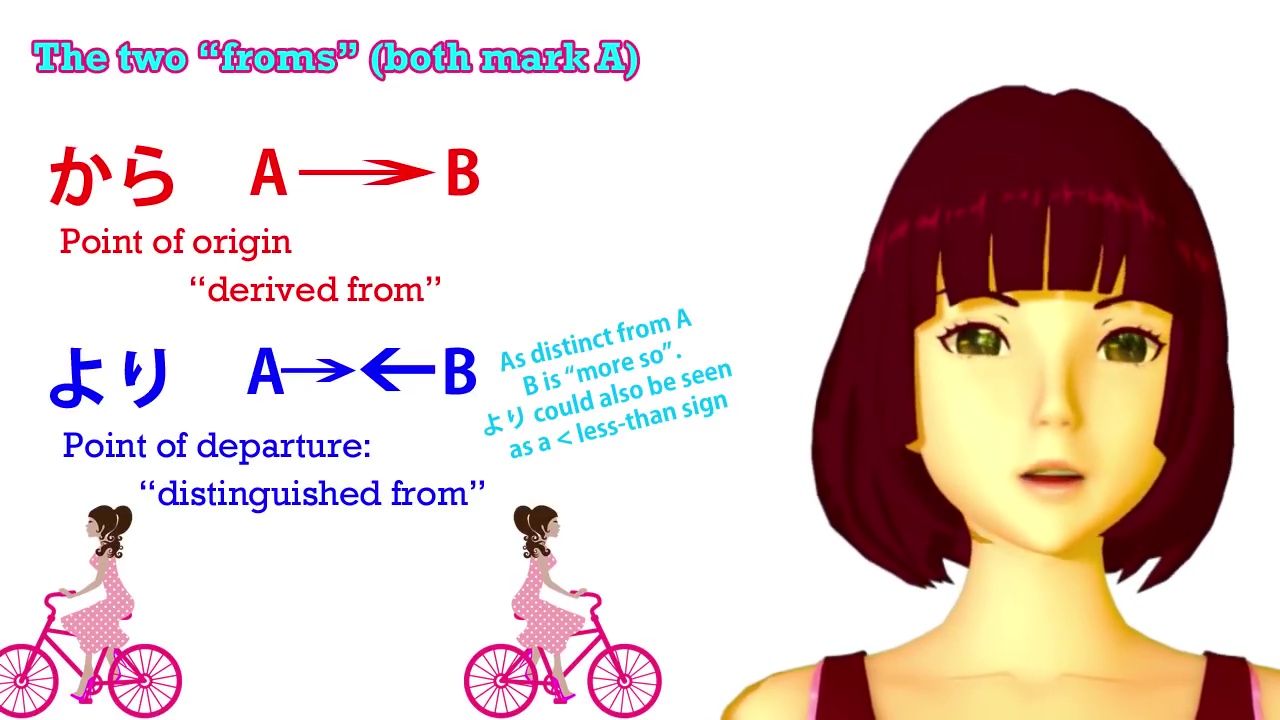 The two “froms” (both mark A)
から A → B
Point of origin
“derived from”
より A → ← B
Point of departure:
“distinguished from”
As distinct from A
B is “more so”.
より could also be seen
as a < less-than sign